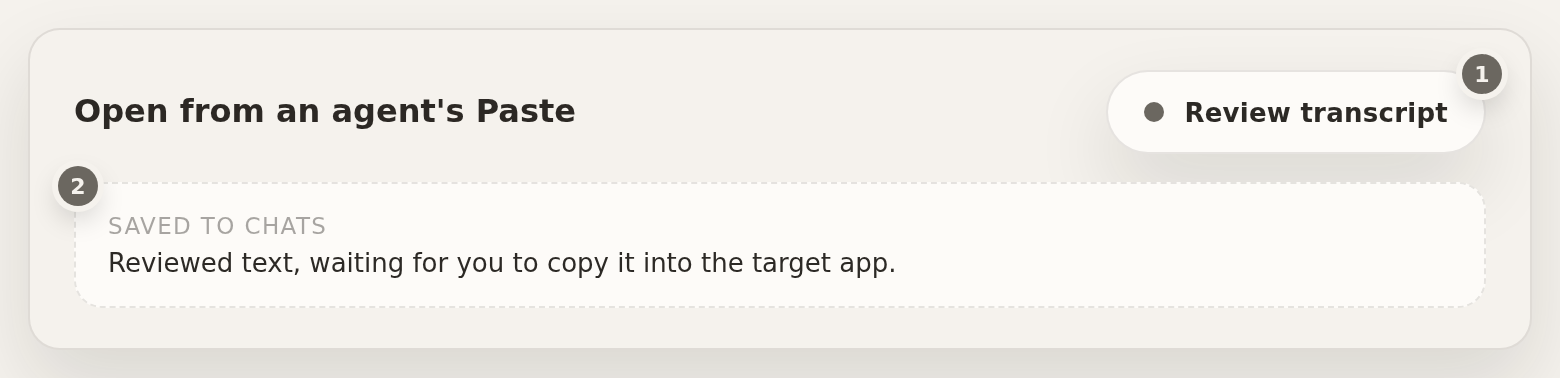 Open from an agent's Paste
Review transcript
1
2
SAVED TO CHATS
Reviewed text, waiting for you to copy it into the target app.